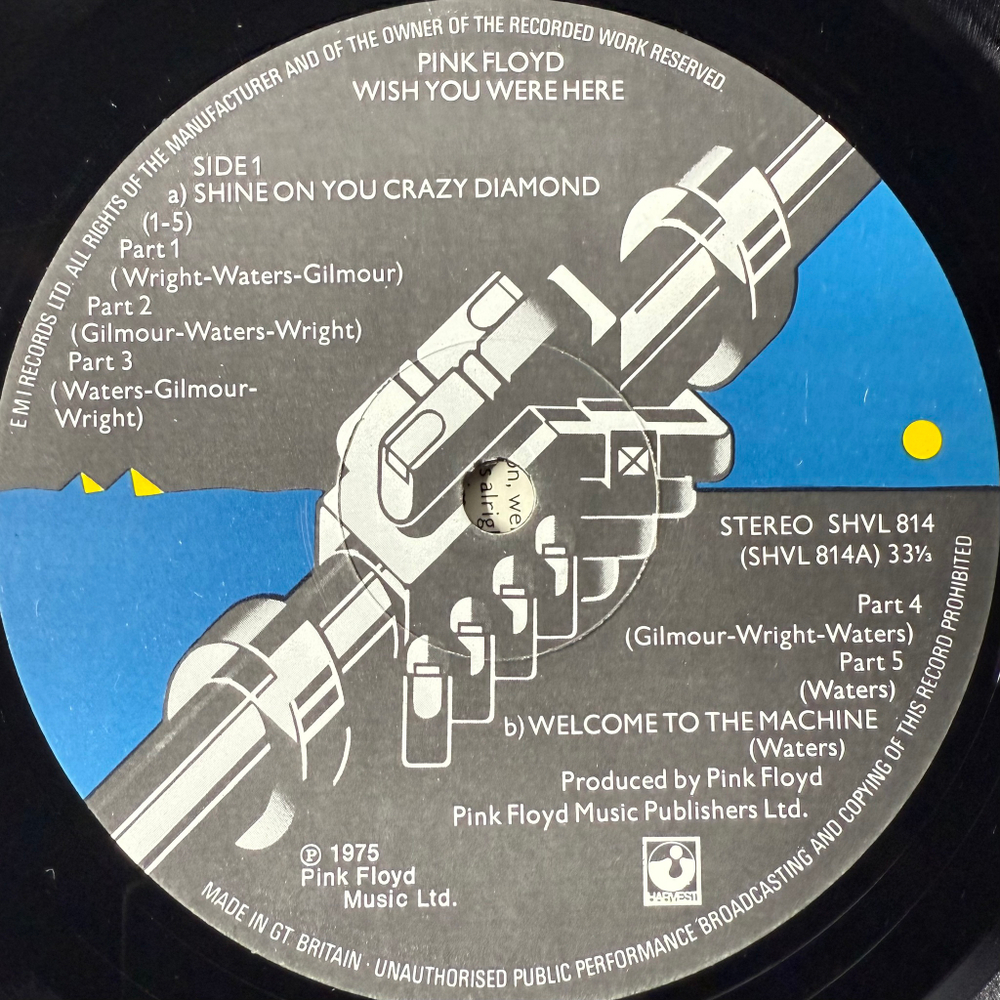 E M I RECORDS LTD. ALL RIGHTS OF THE MANUFACTURER AND OF THE OWNER OF THE RECORDED WORK RESERVED.
PINK FLOYD
WISH YOU WERE HERE
SIDE 1
a) SHINE ON YOU CRAZY DIAMOND
(1-5)
Part 1
(Wright-Waters-Gilmour)
Part 2
(Gilmour-Waters-Wright)
Part 3
(Waters-Gilmour-
Wright)
on, we
s alrig
STEREO SHVL 814
(SHVL 814A) 33⅓
Part 4
(Gilmour-Wright-Waters)
Part 5
(Waters)
b) WELCOME TO THE MACHINE
(Waters)
Produced by Pink Floyd
Pink Floyd Music Publishers Ltd.
℗ 1975
Pink Floyd
Music Ltd.
HARVEST
MADE IN GT. BRITAIN · UNAUTHORISED PUBLIC PERFORMANCE BROADCASTING AND COPYING OF THIS RECORD PROHIBITED